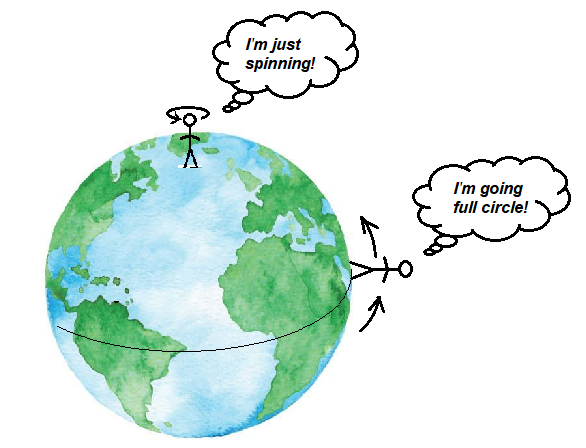 I'm just
spinning!
I'm going
full circle!